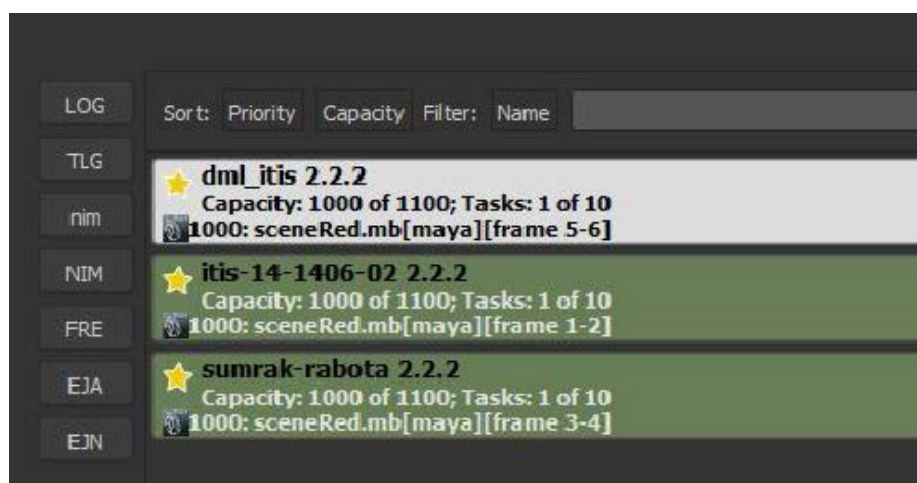 LOG
TLG
nim
NIM
FRE
EJA
EJN
Sort: Priority Capacity Filter: Name
dml_itis 2.2.2
Capacity: 1000 of 1100; Tasks: 1 of 10
1000: sceneRed.mb[maya][frame 5-6]
itis-14-1406-02 2.2.2
Capacity: 1000 of 1100; Tasks: 1 of 10
1000: sceneRed.mb[maya][frame 1-2]
sumrak-rabota 2.2.2
Capacity: 1000 of 1100; Tasks: 1 of 10
1000: sceneRed.mb[maya][frame 3-4]